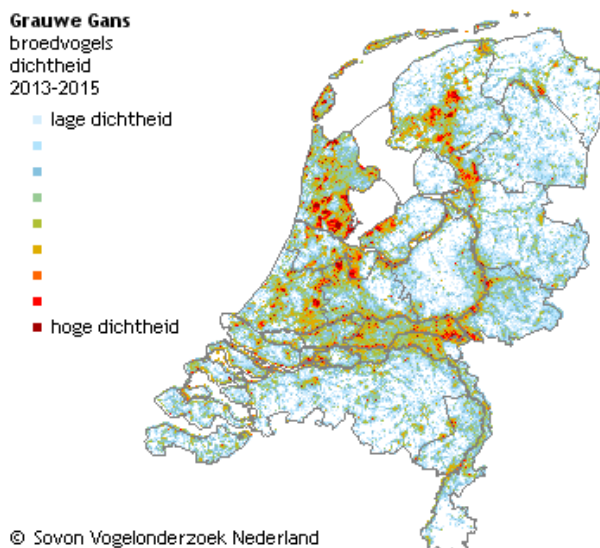 Grauwe Gans
broedvogels
dichtheid
2013-2015
lage dichtheid
hoge dichtheid
© Sovon Vogelonderzoek Nederland